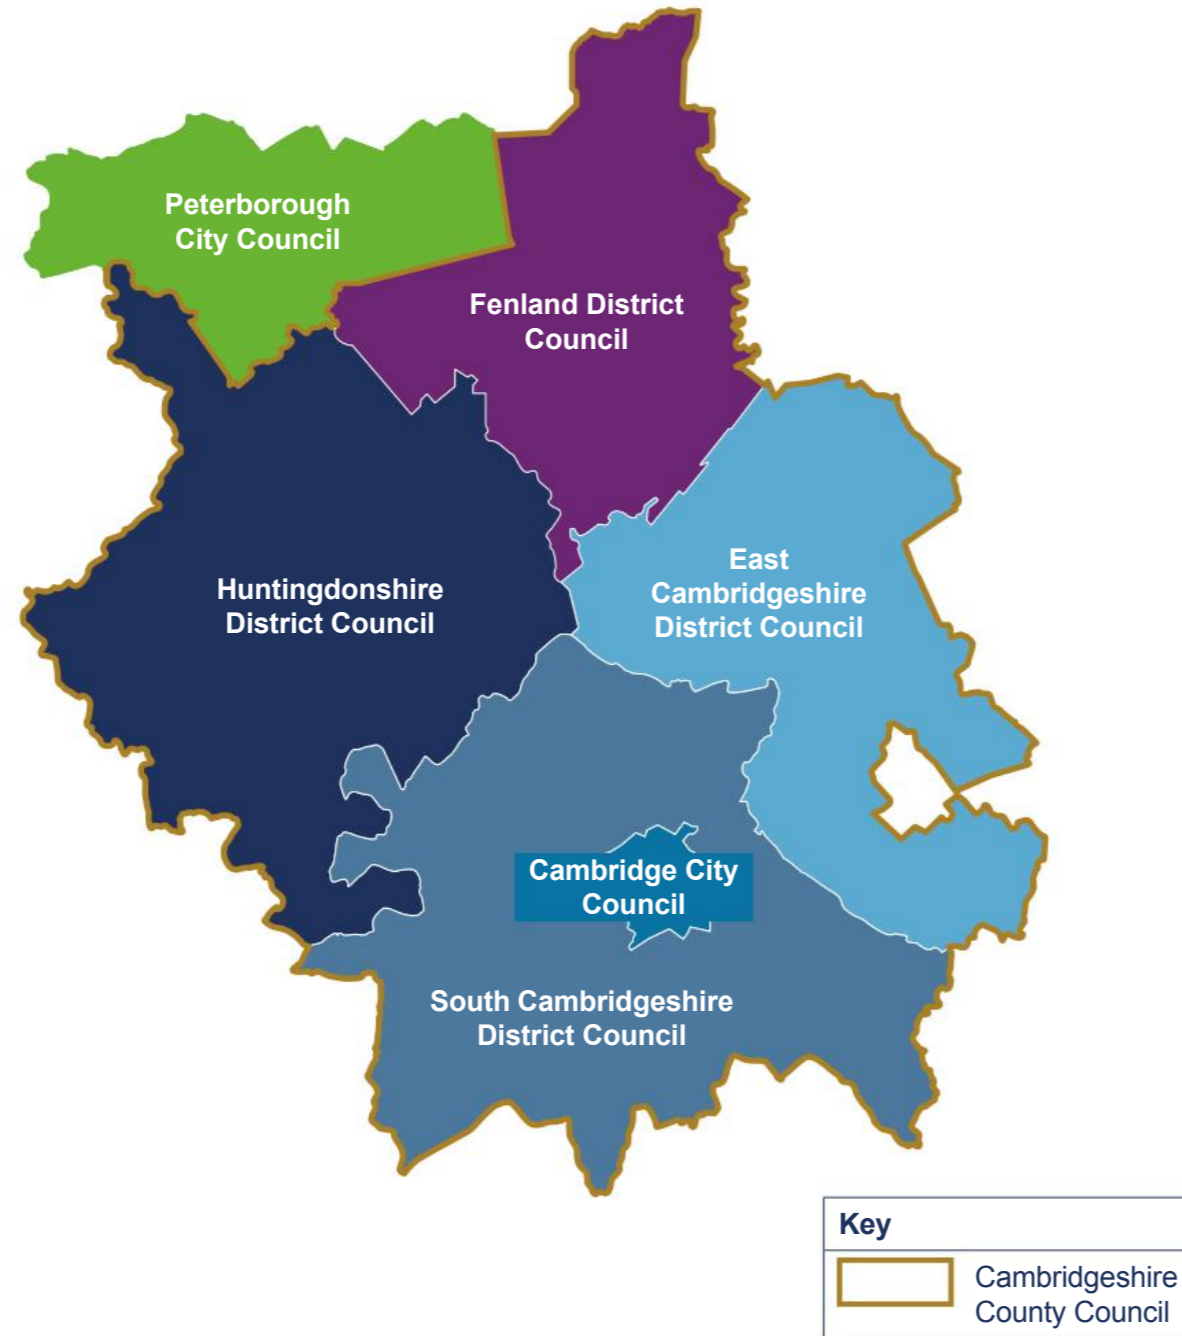 Peterborough
City Council
Fenland District
Council
Huntingdonshire
District Council
East
Cambridgeshire
District Council
Cambridge City
Council
South Cambridgeshire
District Council
Key
Cambridgeshire
County Council